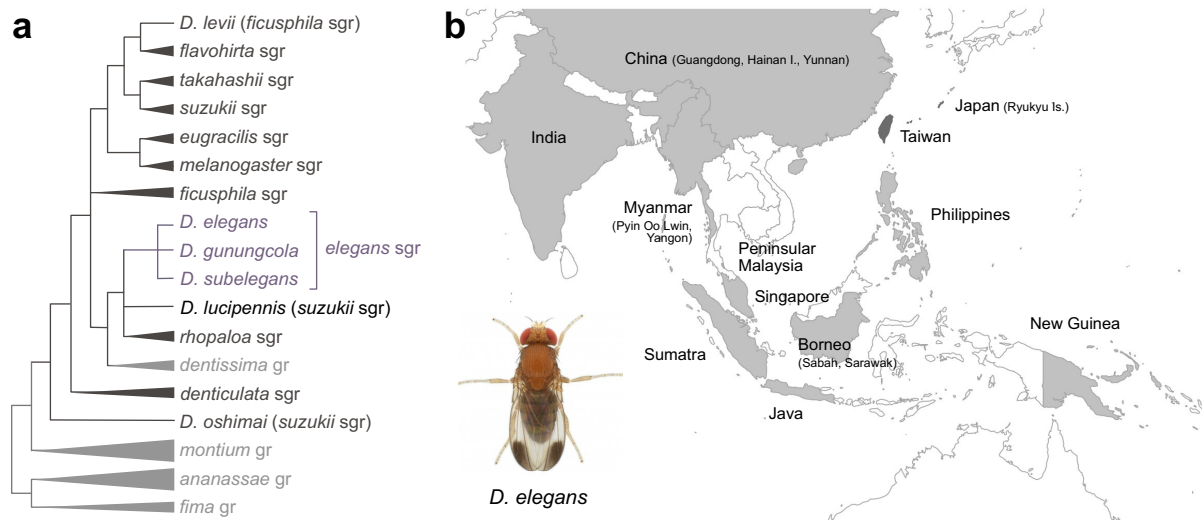 a
D. levii (ficusphila sgr)
flavohirta sgr
takahashii sgr
suzukii sgr
eugracilis sgr
melanogaster sgr
ficusphila sgr
D. elegans
D. gunungcola
D. subelegans
elegans sgr
D. lucipennis (suzukii sgr)
rhopaloa sgr
dentissima gr
denticulata sgr
D. oshimai (suzukii sgr)
montium gr
ananassae gr
fima gr
b
China (Guangdong, Hainan I., Yunnan)
Japan (Ryukyu Is.)
Taiwan
India
Myanmar
(Pyin Oo Lwin,
Yangon)
Philippines
Peninsular
Malaysia
Singapore
New Guinea
Sumatra
Borneo
(Sabah, Sarawak)
Java
D. elegans